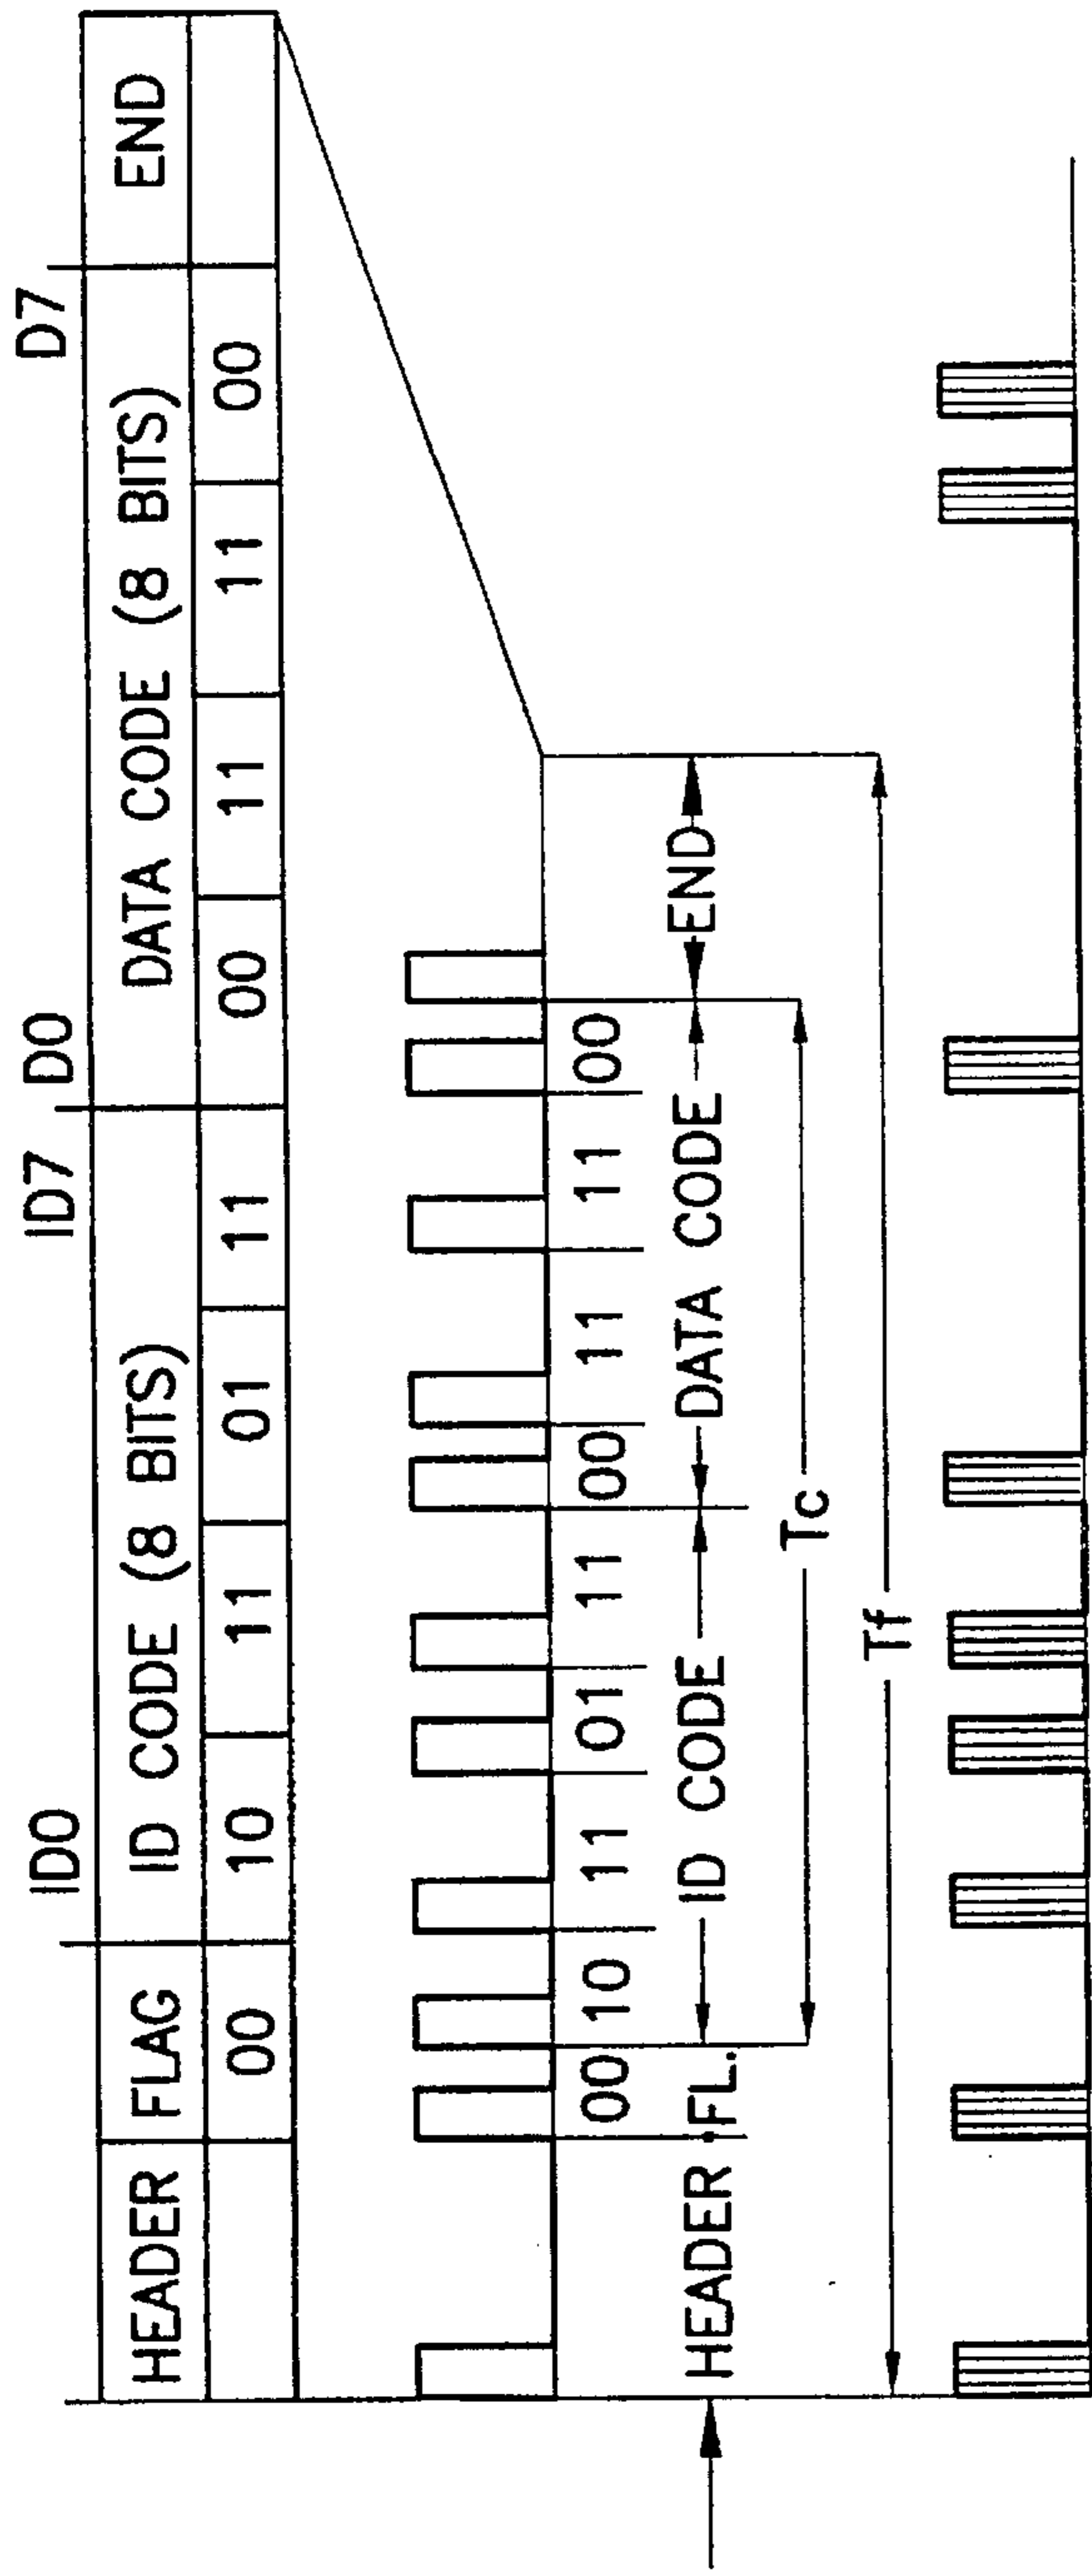 ID0 ID7 D0 D7
HEADER FLAG ID CODE (8 BITS) DATA CODE (8 BITS) END
00 10 11 01 11 00 11 11 00
00 10 11 01 11 00 11 11 00
HEADER FL. ID CODE DATA CODE END
Tc
Tf